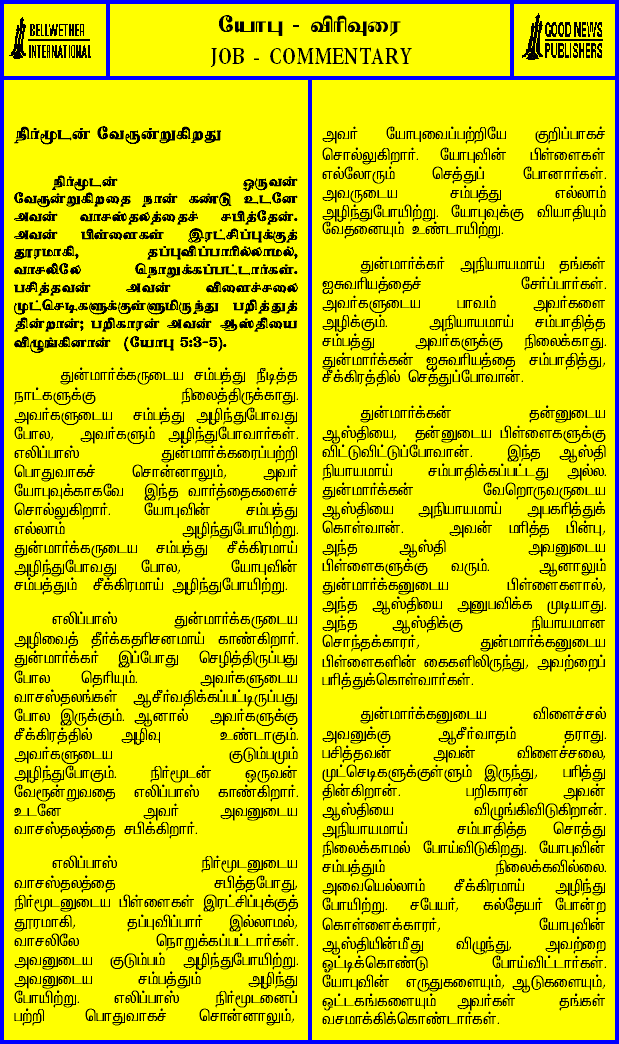 BELLWETHER
INTERNATIONAL
யோபு - விரிவுரை
JOB - COMMENTARY
GOOD NEWS
PUBLISHERS
நிர்மூடன் வேரூன்றுகிறது
நிர்மூடன் ஒருவன்
வேரூன்றுகிறதை நான் கண்டு உடனே
அவன் வாசஸ்தலத்தைச் சபித்தேன்.
அவன் பிள்ளைகள் இரட்சிப்புக்குத்
தூரமாகி, தப்புவிப்பாரில்லாமல்,
வாசலிலே நொறுக்கப்பட்டார்கள்.
பசித்தவன் அவன் விளைச்சலை
முட்செடிகளுக்குள்ளுமிருந்து பறித்துத்
தின்றான்; பறிகாரன் அவன் ஆஸ்தியை
விழுங்கினான் (யோபு 5:3-5).
துன்மார்க்கருடைய சம்பத்து நீடித்த
நாட்களுக்கு நிலைத்திருக்காது.
அவர்களுடைய சம்பத்து அழிந்துபோவது
போல, அவர்களும் அழிந்துபோவார்கள்.
எலிப்பாஸ் துன்மார்க்கரைப்பற்றி
பொதுவாகச் சொன்னாலும், அவர்
யோபுவுக்காகவே இந்த வார்த்தைகளைச்
சொல்லுகிறார். யோபுவின் சம்பத்து
எல்லாம் அழிந்துபோயிற்று.
துன்மார்க்கருடைய சம்பத்து சீக்கிரமாய்
அழிந்துபோவது போல, யோபுவின்
சம்பத்தும் சீக்கிரமாய் அழிந்துபோயிற்று.
எலிப்பாஸ் துன்மார்க்கருடைய
அழிவைத் தீர்க்கதரிசனமாய் காண்கிறார்.
துன்மார்க்கர் இப்போது செழித்திருப்பது
போல தெரியும். அவர்களுடைய
வாசஸ்தலங்கள் ஆசீர்வதிக்கப்பட்டிருப்பது
போல இருக்கும். ஆனால் அவர்களுக்கு
சீக்கிரத்தில் அழிவு உண்டாகும்.
அவர்களுடைய குடும்பமும்
அழிந்துபோகும். நிர்மூடன் ஒருவன்
வேரூன்றுவதை எலிப்பாஸ் காண்கிறார்.
உடனே அவர் அவனுடைய
வாசஸ்தலத்தை சபிக்கிறார்.
எலிப்பாஸ் நிர்மூடனுடைய
வாசஸ்தலத்தை சபித்தபோது,
நிர்மூடனுடைய பிள்ளைகள் இரட்சிப்புக்குத்
தூரமாகி, தப்புவிப்பார் இல்லாமல்,
வாசலிலே நொறுக்கப்பட்டார்கள்.
அவனுடைய குடும்பம் அழிந்துபோயிற்று.
அவனுடைய சம்பத்தும் அழிந்து
போயிற்று. எலிப்பாஸ் நிர்மூடனைப்
பற்றி பொதுவாகச் சொன்னாலும்,
அவர் யோபுவைப்பற்றியே குறிப்பாகச்
சொல்லுகிறார். யோபுவின் பிள்ளைகள்
எல்லோரும் செத்துப் போனார்கள்.
அவருடைய சம்பத்து எல்லாம்
அழிந்துபோயிற்று. யோபுவுக்கு வியாதியும்
வேதனையும் உண்டாயிற்று.
துன்மார்க்கர் அநியாயமாய் தங்கள்
ஐசுவரியத்தைச் சேர்ப்பார்கள்.
அவர்களுடைய பாவம் அவர்களை
அழிக்கும். அநியாயமாய் சம்பாதித்த
சம்பத்து அவர்களுக்கு நிலைக்காது.
துன்மார்க்கன் ஐசுவரியத்தை சம்பாதித்து,
சீக்கிரத்தில் செத்துப்போவான்.
துன்மார்க்கன் தன்னுடைய
ஆஸ்தியை, தன்னுடைய பிள்ளைகளுக்கு
விட்டுவிட்டுப்போவான். இந்த ஆஸ்தி
நியாயமாய் சம்பாதிக்கப்பட்டது அல்ல.
துன்மார்க்கன் வேறொருவருடைய
ஆஸ்தியை அநியாயமாய் அபகரித்துக்
கொள்வான். அவன் மரித்த பின்பு,
அந்த ஆஸ்தி அவனுடைய
பிள்ளைகளுக்கு வரும். ஆனாலும்
துன்மார்க்கனுடைய பிள்ளைகளால்,
அந்த ஆஸ்தியை அனுபவிக்க முடியாது.
அந்த ஆஸ்திக்கு நியாயமான
சொந்தக்காரர், துன்மார்க்கனுடைய
பிள்ளைகளின் கைகளிலிருந்து, அவற்றைப்
பரித்துக்கொள்வார்கள்.
துன்மார்க்கனுடைய விளைச்சல்
அவனுக்கு ஆசீர்வாதம் தராது.
பசித்தவன் அவன் விளைச்சலை,
முட்செடிகளுக்குள்ளும் இருந்து, பரித்து
தின்கிறான். பறிகாரன் அவன்
ஆஸ்தியை விழுங்கிவிடுகிறான்.
அநியாயமாய் சம்பாதித்த சொத்து
நிலைக்காமல் போய்விடுகிறது. யோபுவின்
சம்பத்தும் நிலைக்கவில்லை.
அவையெல்லாம் சீக்கிரமாய் அழிந்து
போயிற்று. சபேயர், கல்தேயர் போன்ற
கொள்ளைக்காரர், யோபுவின்
ஆஸ்தியின்மீது விழுந்து, அவற்றை
ஓட்டிக்கொண்டு போய்விட்டார்கள்.
யோபுவின் எருதுகளையும், ஆடுகளையும்,
ஒட்டகங்களையும் அவர்கள் தங்கள்
வசமாக்கிக்கொண்டார்கள்.